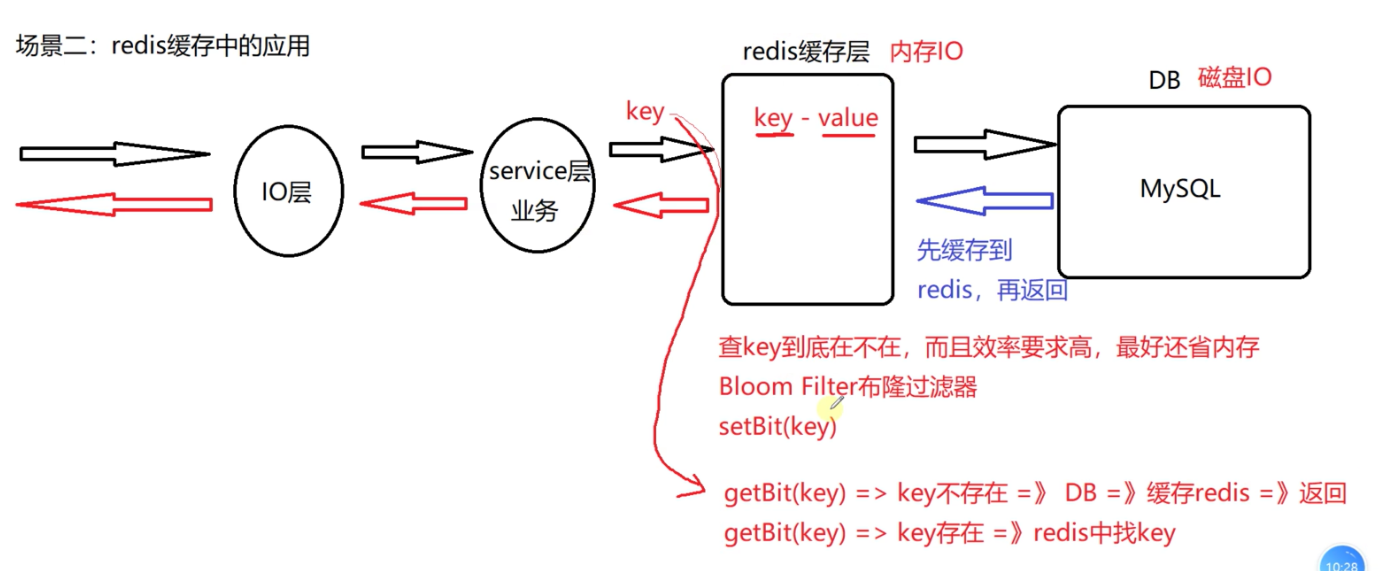 场景二：redis缓存中的应用
redis缓存层 内存IO
DB 磁盘IO
key
key - value
IO层
service层
业务
MySQL
先缓存到
redis，再返回
查key到底在不在，而且效率要求高，最好还省内存
Bloom Filter布隆过滤器
setBit(key)
getBit(key) => key不存在 =》 DB =》缓存redis =》返回
getBit(key) => key存在 =》redis中找key
10:28